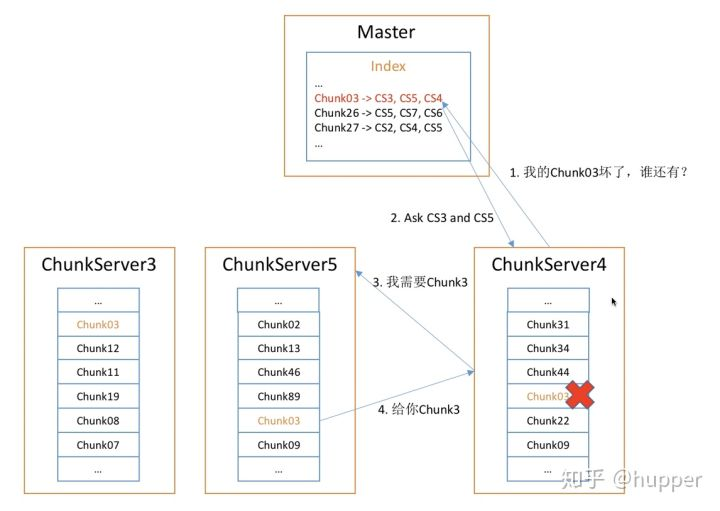 Master
Index
...
Chunk03 -> CS3, CS5, CS4
Chunk26 -> CS5, CS7, CS6
Chunk27 -> CS2, CS4, CS5
...
1. 我的Chunk03坏了，谁还有？
2. Ask CS3 and CS5
ChunkServer3
...
Chunk03
Chunk12
Chunk11
Chunk19
Chunk08
Chunk07
...
ChunkServer5
...
Chunk02
Chunk13
Chunk46
Chunk89
Chunk03
Chunk09
...
3. 我需要Chunk3
4. 给你Chunk3
ChunkServer4
...
Chunk31
Chunk34
Chunk44
Chunk03
Chunk22
Chunk09
...
知乎 @hupper